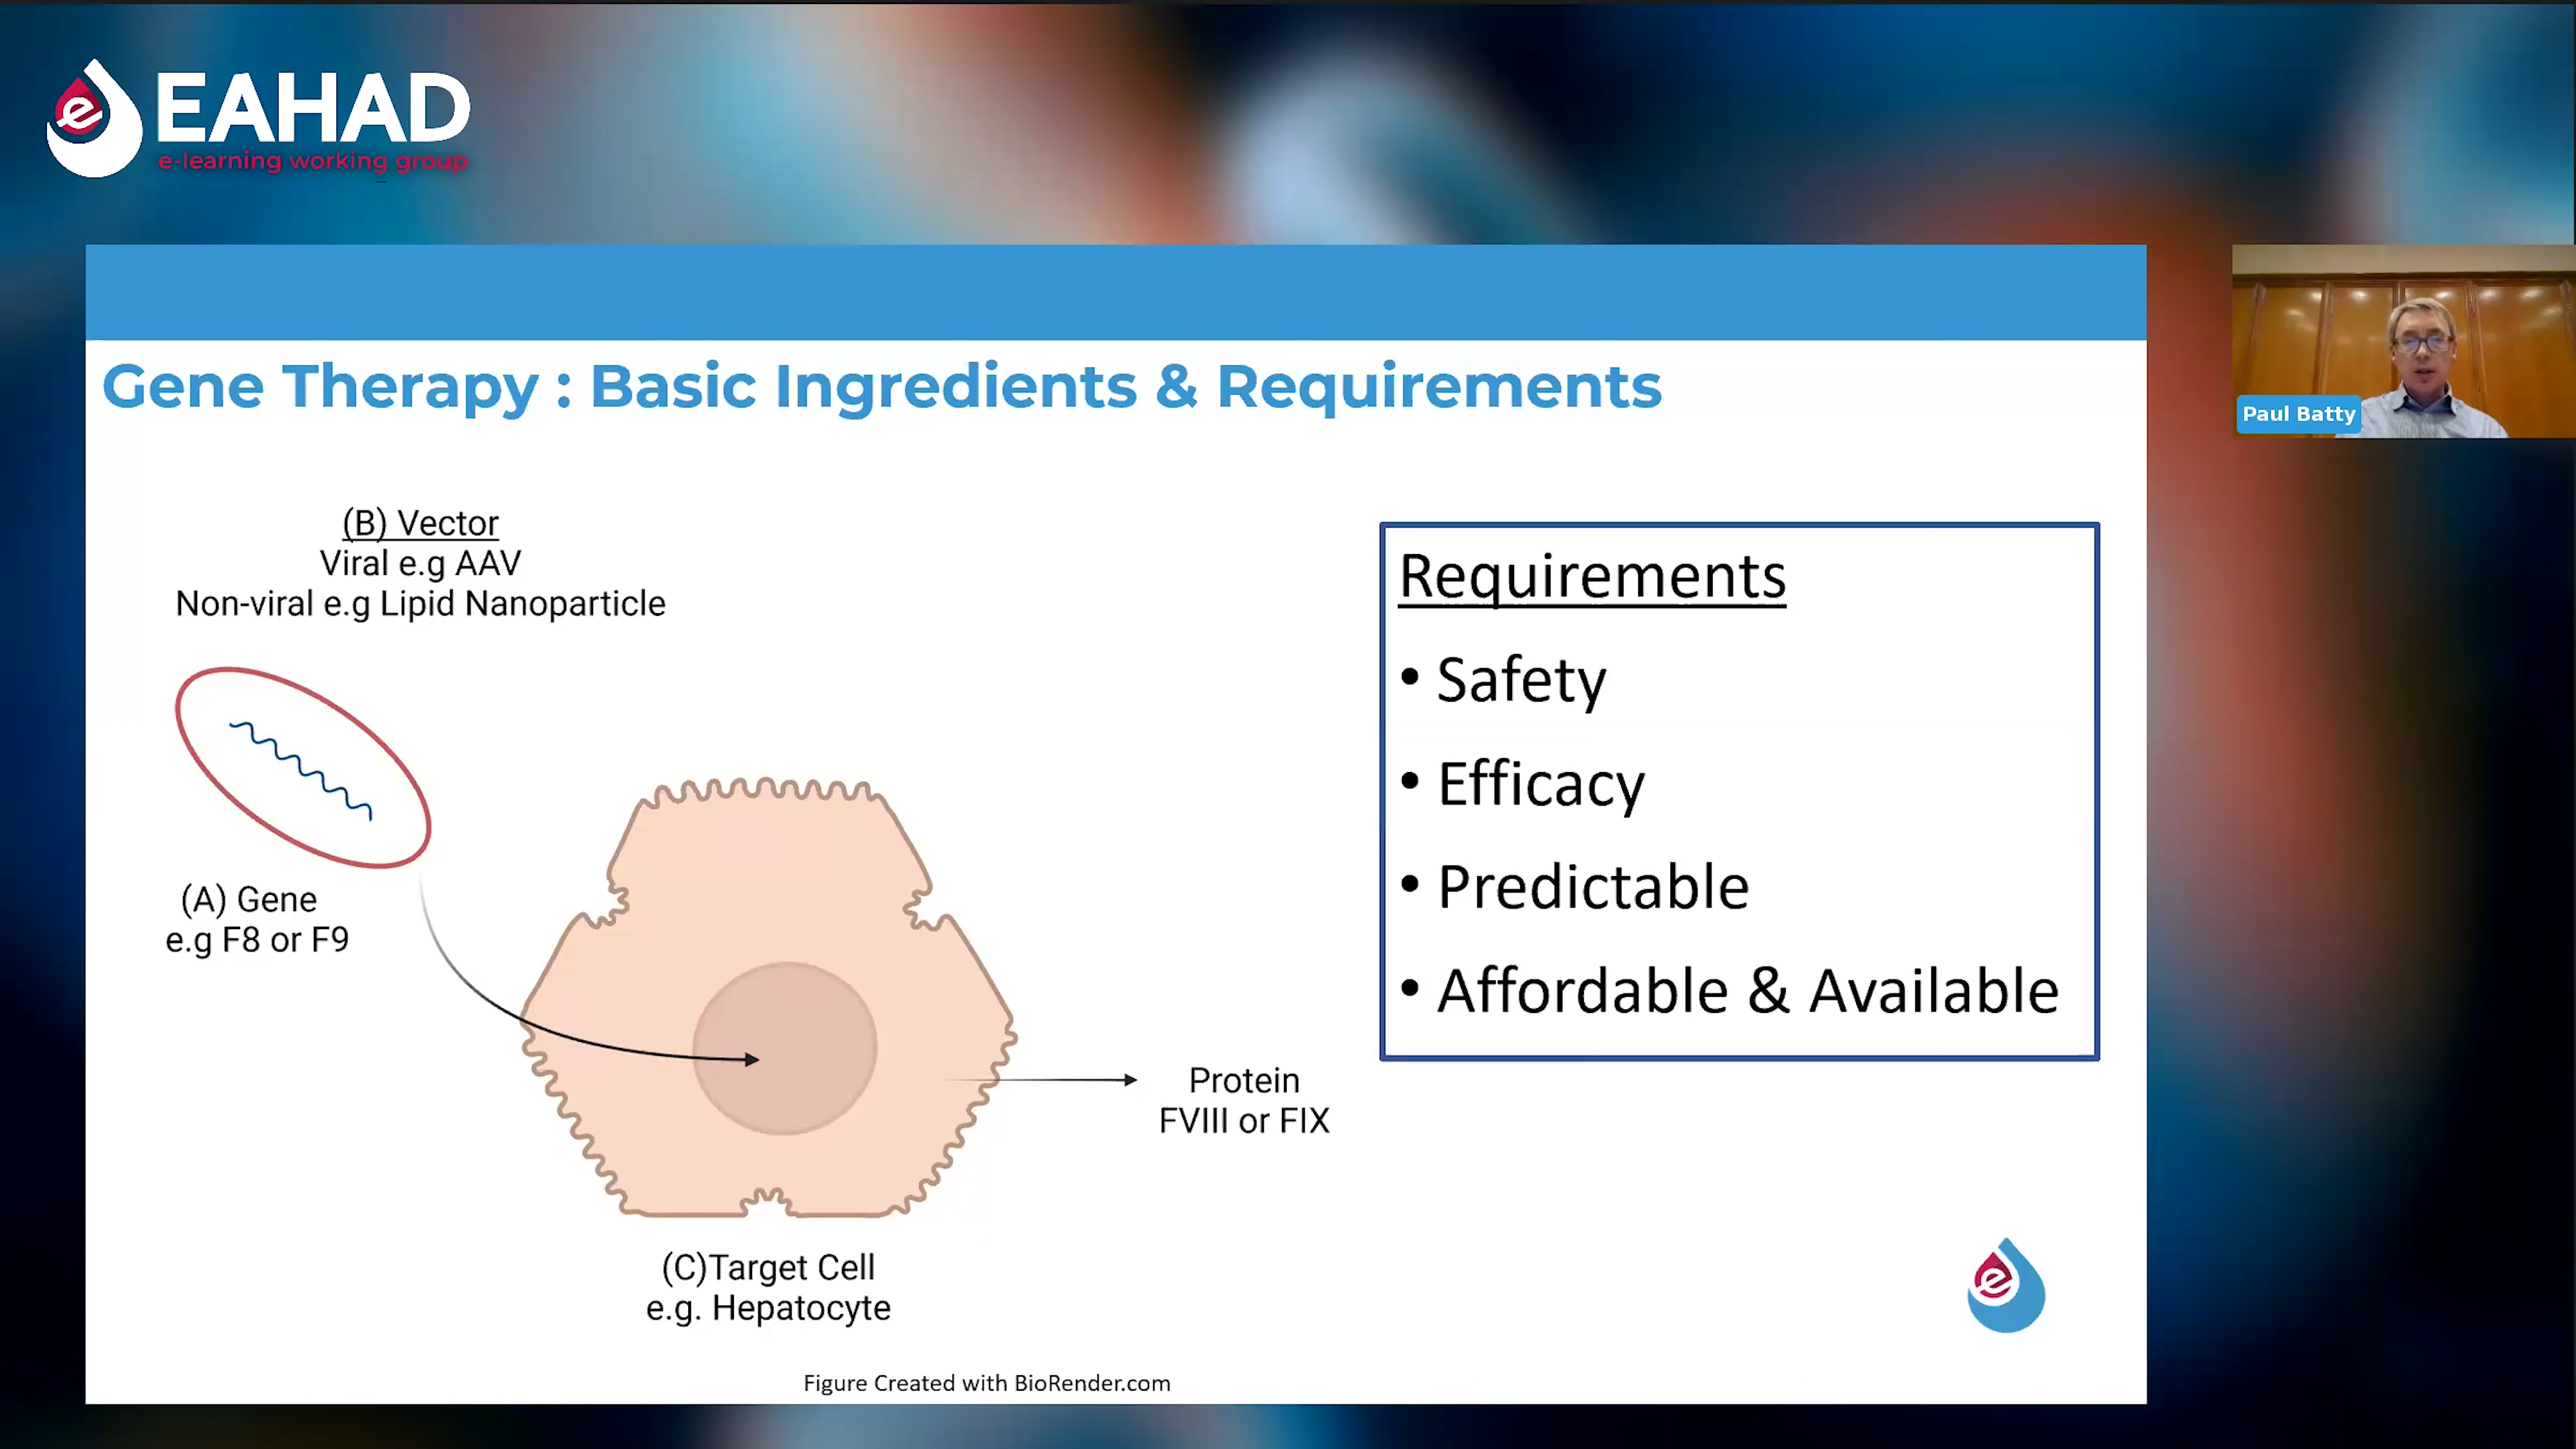 EAHAD
e-learning working group
Gene Therapy : Basic Ingredients & Requirements
Paul Batty
(B) Vector
Viral e.g AAV
Non-viral e.g Lipid Nanoparticle
(A) Gene
e.g F8 or F9
Protein
FVIII or FIX
(C)Target Cell
e.g. Hepatocyte
Requirements
• Safety
• Efficacy
• Predictable
• Affordable & Available
e
Figure Created with BioRender.com